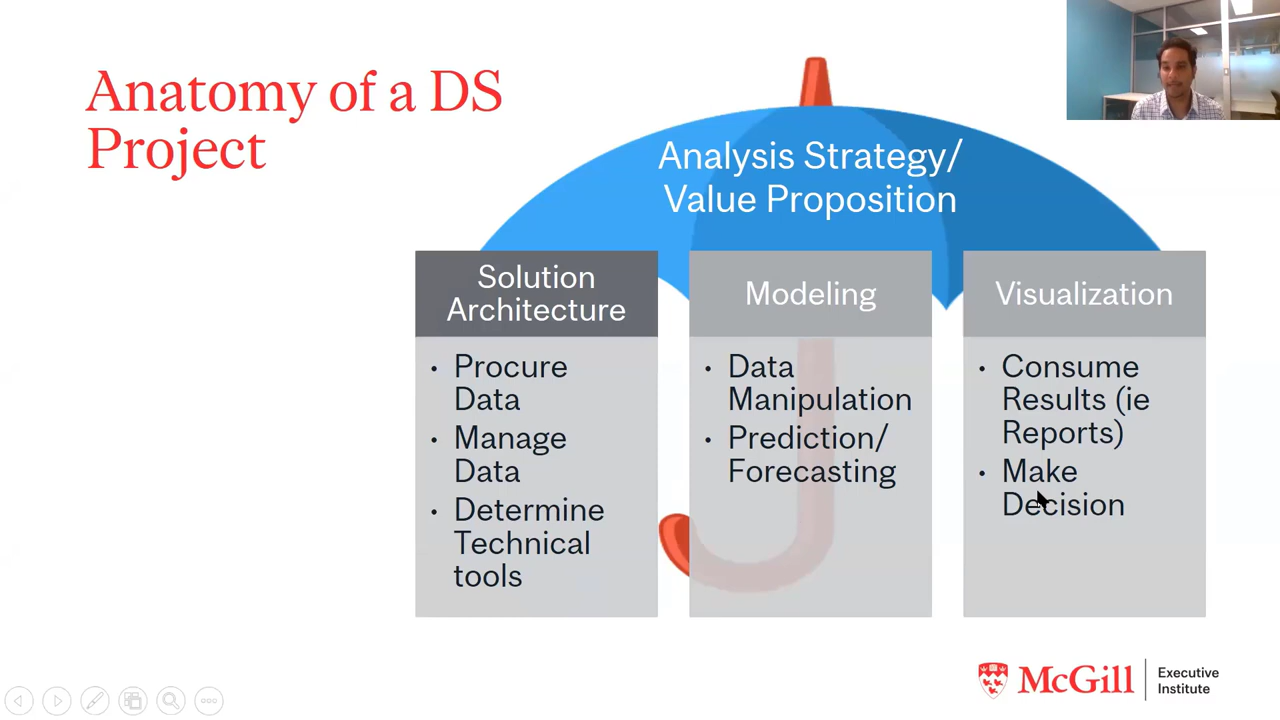 Anatomy of a DS
Project
Analysis Strategy/
Value Proposition
Solution
Architecture
• Procure
Data
• Manage
Data
• Determine
Technical
tools
Modeling
• Data
Manipulation
• Prediction/
Forecasting
Visualization
• Consume
Results (ie
Reports)
• Make
Decision
McGill
Executive
Institute